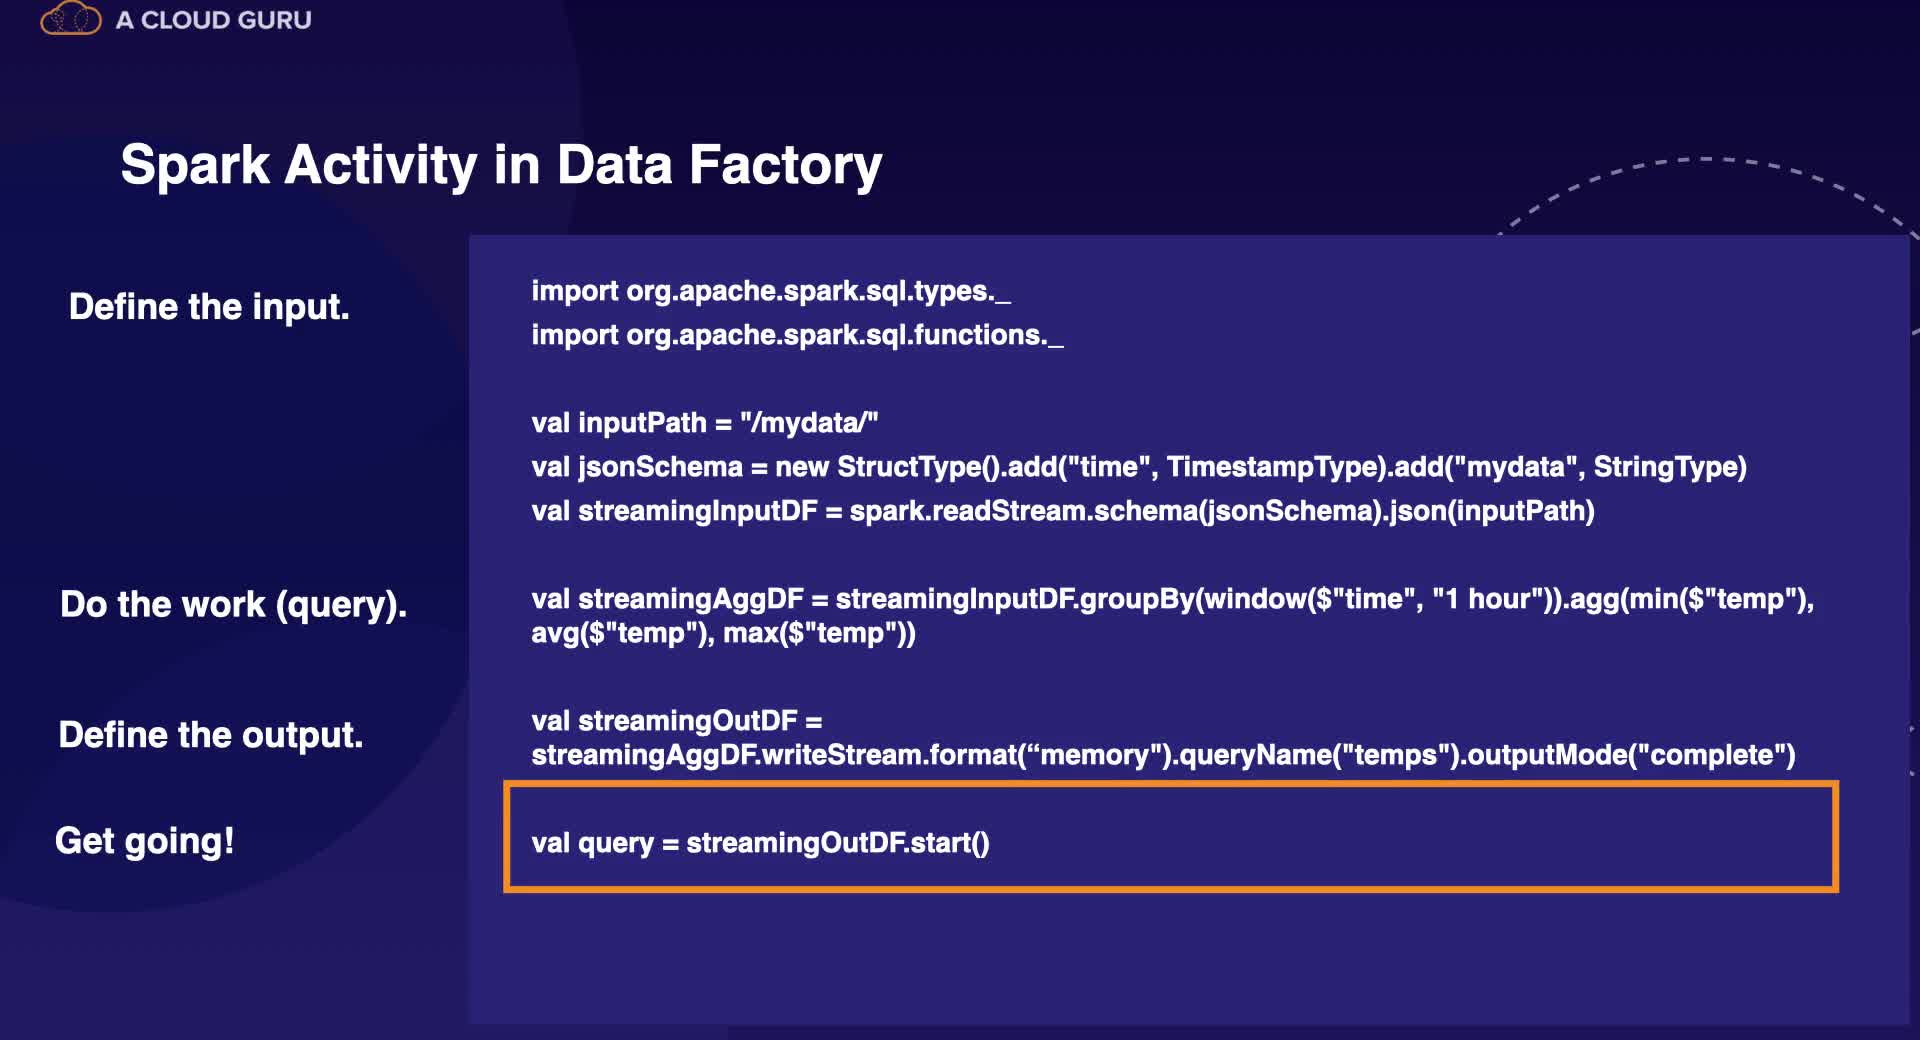 A CLOUD GURU
Spark Activity in Data Factory
Define the input.
import org.apache.spark.sql.types._
import org.apache.spark.sql.functions._
val inputPath = "/mydata/"
val jsonSchema = new StructType().add("time", TimestampType).add("mydata", StringType)
val streamingInputDF = spark.readStream.schema(jsonSchema).json(inputPath)
Do the work (query).
val streamingAggDF = streamingInputDF.groupBy(window($"time", "1 hour")).agg(min($"temp"),
avg($"temp"), max($"temp"))
Define the output.
val streamingOutDF =
streamingAggDF.writeStream.format(“memory").queryName("temps").outputMode("complete")
Get going!
val query = streamingOutDF.start()